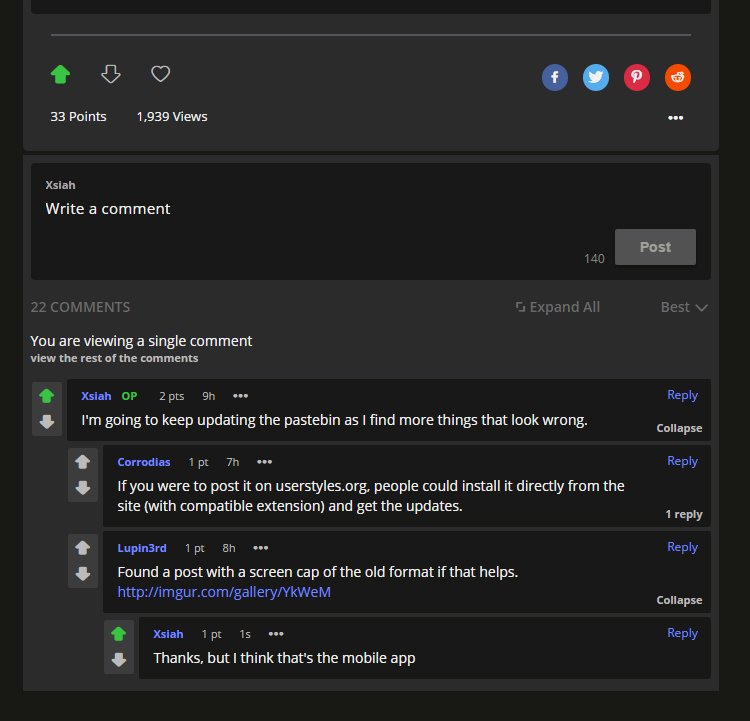 33 Points 1,939 Views
Xsiah
Write a comment
140 Post
22 COMMENTS Expand All Best
You are viewing a single comment
view the rest of the comments
Xsiah OP 2 pts 9h ••• Reply
I'm going to keep updating the pastebin as I find more things that look wrong.
Collapse
Corrodias 1 pt 7h ••• Reply
If you were to post it on userstyles.org, people could install it directly from the
site (with compatible extension) and get the updates.
1 reply
Lupin3rd 1 pt 8h ••• Reply
Found a post with a screen cap of the old format if that helps.
http://imgur.com/gallery/YkWeM
Collapse
Xsiah 1 pt 1s ••• Reply
Thanks, but I think that's the mobile app